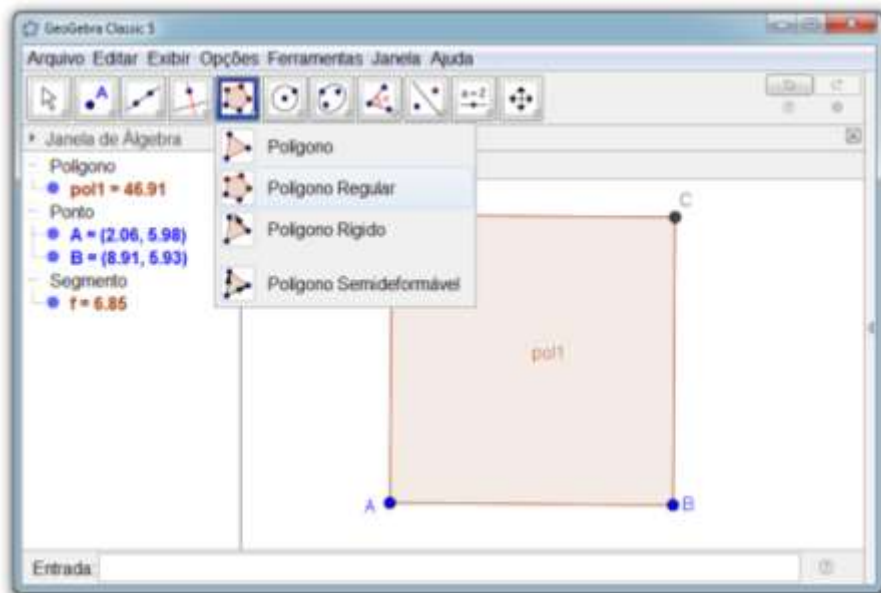 GeoGebra Classic 5
Arquivo Editar Exibir Opções Ferramentas Janela Ajuda
A
a=2
Janela de Álgebra
Polígono
pol1 = 46.91
Ponto
A = (2.06, 5.98)
B = (8.91, 5.93)
Segmento
f = 6.85
Polígono
Polígono Regular
Polígono Rígido
Polígono Semideformável
C
pol1
A
B
Entrada: